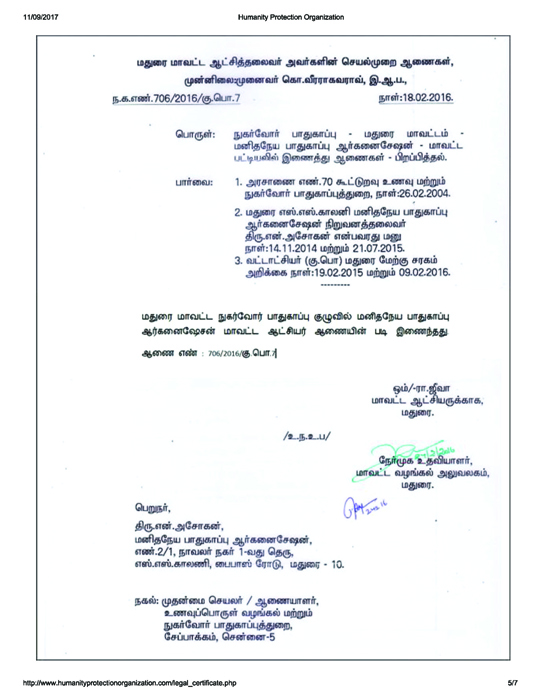 11/09/2017 Humanity Protection Organization
மதுரை மாவட்ட ஆட்சித்தலைவர் அவர்களின் செயல்முறை ஆணைகள்,
முன்னிலை:முனைவர் கொ.வீரராகவராவ், இ.ஆ.ப.,
ந.க.எண்.706/2016/கு.பொ.7 நாள்:18.02.2016.
பொருள்: நுகர்வோர் பாதுகாப்பு - மதுரை மாவட்டம் -
மனிதநேய பாதுகாப்பு ஆர்கனைசேஷன் - மாவட்ட
பட்டியலில் இணைத்து ஆணைகள் - பிறப்பித்தல்.
பார்வை: 1. அரசாணை எண்.70 கூட்டுறவு உணவு மற்றும்
நுகர்வோர் பாதுகாப்புத்துறை, நாள்:26.02.2004.
2. மதுரை எஸ்.எஸ்.காலனி மனிதநேய பாதுகாப்பு
ஆர்கனைசேஷன் நிறுவனத்தலைவர்
திரு.என்.அசோகன் என்பவரது மனு
நாள்:14.11.2014 மற்றும் 21.07.2015.
3. வட்டாட்சியர் (கு.பொ) மதுரை மேற்கு சரகம்
அறிக்கை நாள்:19.02.2015 மற்றும் 09.02.2016.
---------
மதுரை மாவட்ட நுகர்வோர் பாதுகாப்பு குழுவில் மனிதநேய பாதுகாப்பு
ஆர்கனைஷேசன் மாவட்ட ஆட்சியர் ஆணையின் படி இணைந்தது
ஆணை எண் : 706/2016/கு.பொ.7
ஒம்/-ரா.ஜீவா
மாவட்ட ஆட்சியருக்காக,
மதுரை.
/உ.ந.உ.ப/
நேர்முக உதவியாளர்,
மாவட்ட வழங்கல் அலுவலகம்,
மதுரை.
பெறுநர்,
திரு.என்.அசோகன்,
மனிதநேய பாதுகாப்பு ஆர்கனைசேஷன்,
எண்.2/1, நாவலர் நகர் 1-வது தெரு,
எஸ்.எஸ்.காலணி, பைபாஸ் ரோடு, மதுரை - 10.
நகல்: முதன்மை செயலர் / ஆணையாளர்,
உணவுப்பொருள் வழங்கல் மற்றும்
நுகர்வோர் பாதுகாப்புத்துறை,
சேப்பாக்கம், சென்னை-5
http://www.humanityprotectionorganization.com/legal_certificate.php 5/7